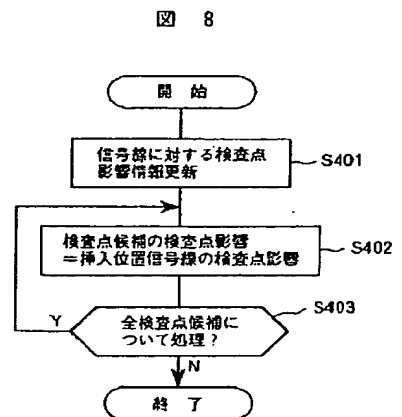 図 8
開 始
信号線に対する検査点
影響情報更新
S401
検査点候補の検査点影響
=挿入位置信号線の検査点影響
S402
全検査点候補に
ついて処理?
S403
Y
N
終 了